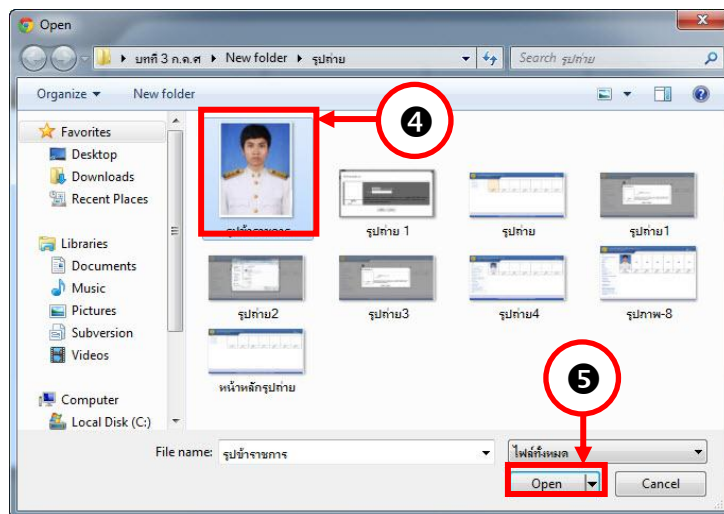 Open
บทที่ 3 ก.ค.ศ ▸ New folder ▸ รูปถ่าย
Search รูปถ่าย
Organize
New folder
Favorites
Desktop
Downloads
Recent Places
Libraries
Documents
Music
Pictures
Subversion
Videos
Computer
Local Disk (C:)
❹
รูปข้าราชการ
รูปถ่าย 1
รูปถ่าย
รูปถ่าย1
รูปถ่าย2
รูปถ่าย3
รูปถ่าย4
รูปภาพ-8
หน้าหลักรูปถ่าย
❺
File name: รูปข้าราชการ
ไฟล์ทั้งหมด
Open
Cancel